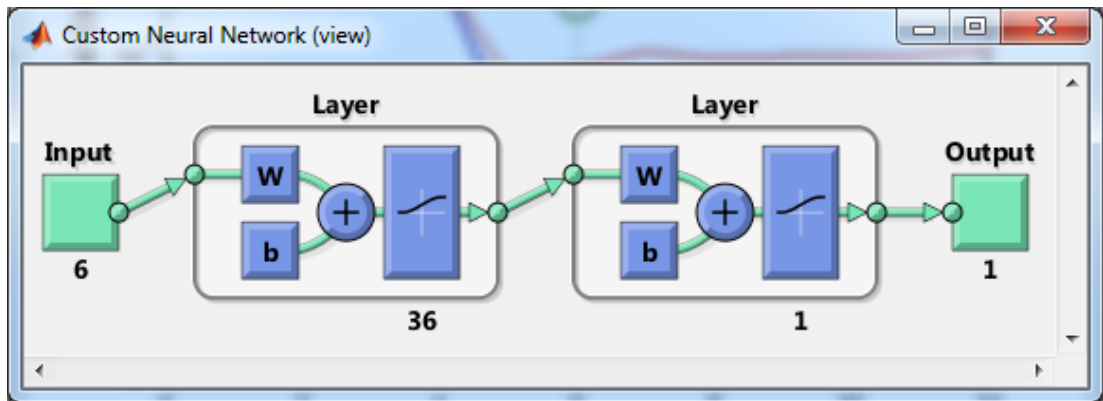 Custom Neural Network (view)
Layer Layer
Input Output
W W
+ +
b b
6 1
36 1